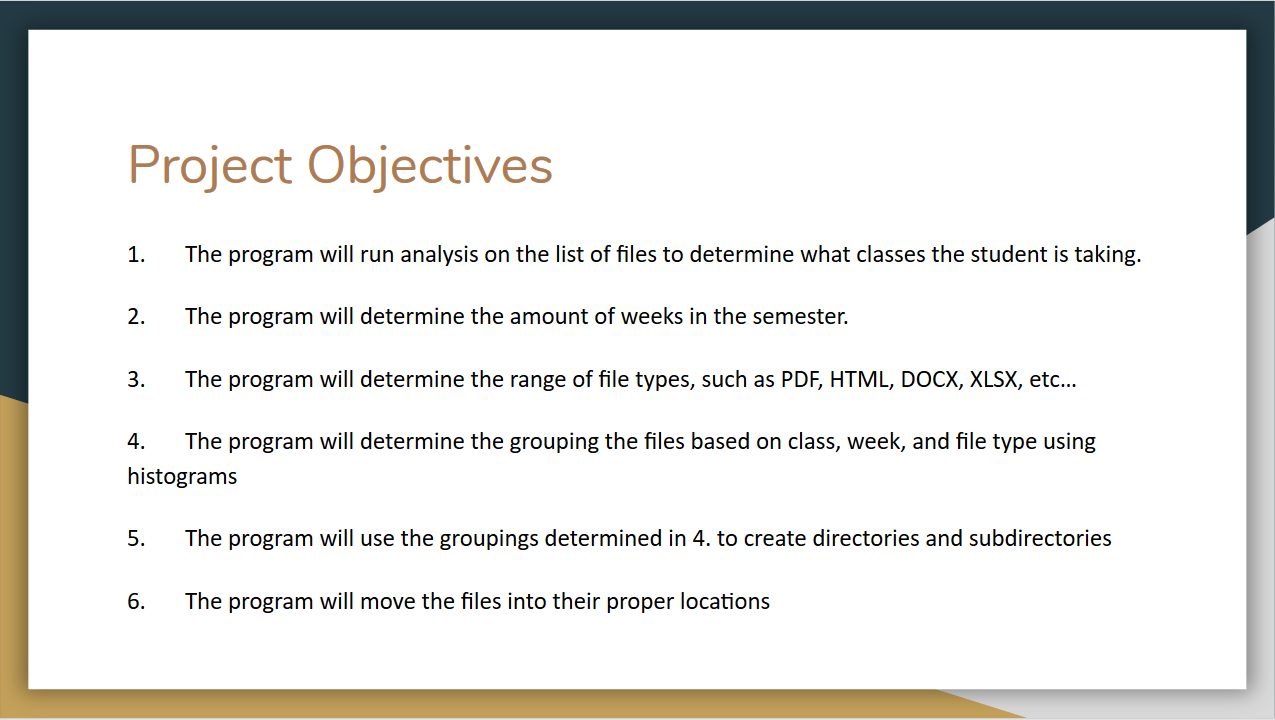 Project Objectives
1. The program will run analysis on the list of files to determine what classes the student is taking.
2. The program will determine the amount of weeks in the semester.
3. The program will determine the range of file types, such as PDF, HTML, DOCX, XLSX, etc...
4. The program will determine the grouping the files based on class, week, and file type using
histograms
5. The program will use the groupings determined in 4. to create directories and subdirectories
6. The program will move the files into their proper locations